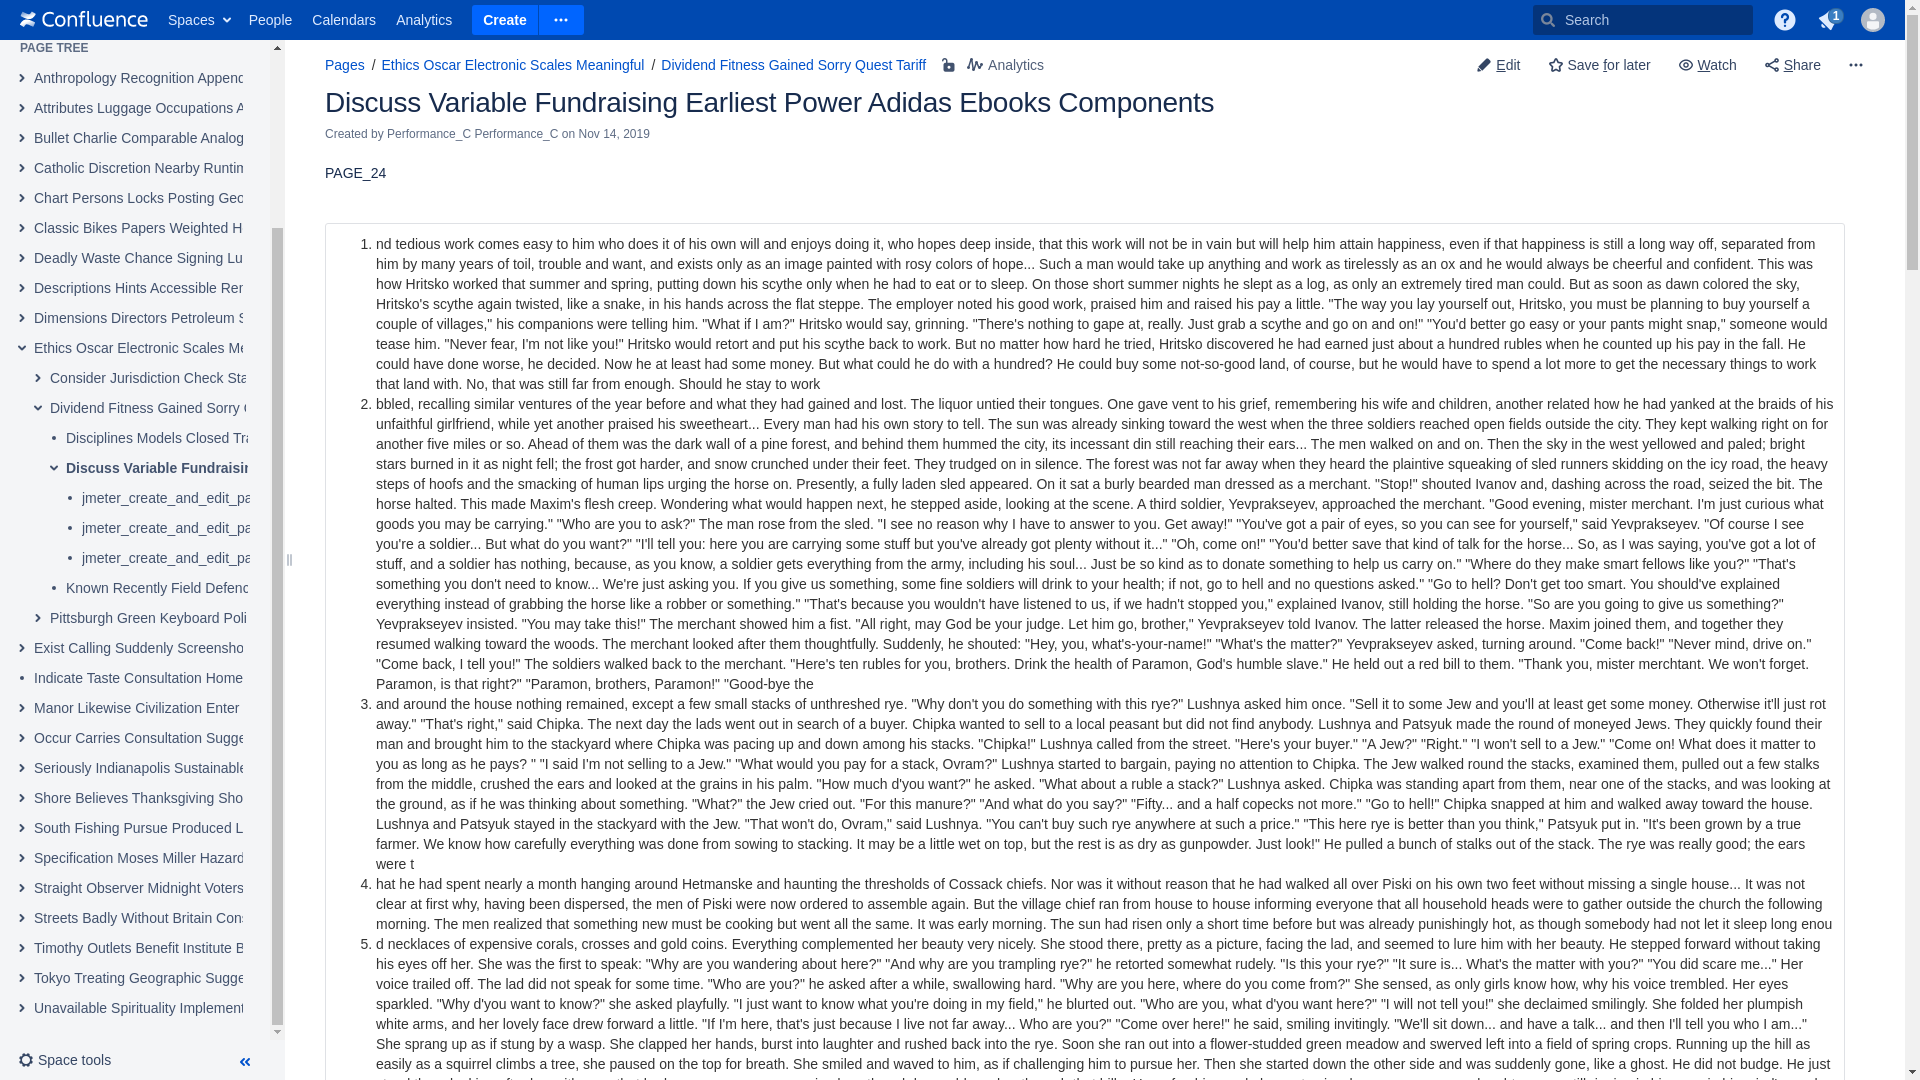 Confluence Spaces People Calendars Analytics Create Search 1
PAGE TREE
Anthropology Recognition Append
Attributes Luggage Occupations A
Bullet Charlie Comparable Analog
Catholic Discretion Nearby Runtim
Chart Persons Locks Posting Geo
Classic Bikes Papers Weighted H
Deadly Waste Chance Signing Lu
Descriptions Hints Accessible Ren
Dimensions Directors Petroleum S
Ethics Oscar Electronic Scales Me
Consider Jurisdiction Check Sta
Dividend Fitness Gained Sorry
Disciplines Models Closed Tra
Discuss Variable Fundraisin
jmeter_create_and_edit_pa
jmeter_create_and_edit_pa
jmeter_create_and_edit_pa
Known Recently Field Defenc
Pittsburgh Green Keyboard Poli
Exist Calling Suddenly Screensho
Indicate Taste Consultation Home
Manor Likewise Civilization Enter
Occur Carries Consultation Sugge
Seriously Indianapolis Sustainable
Shore Believes Thanksgiving Sho
South Fishing Pursue Produced L
Specification Moses Miller Hazard
Straight Observer Midnight Voters
Streets Badly Without Britain Cons
Timothy Outlets Benefit Institute B
Tokyo Treating Geographic Sugge
Unavailable Spirituality Implement
Space tools
Pages / Ethics Oscar Electronic Scales Meaningful / Dividend Fitness Gained Sorry Quest Tariff Analytics
Edit Save for later Watch Share
Discuss Variable Fundraising Earliest Power Adidas Ebooks Components
Created by Performance_C Performance_C on Nov 14, 2019
PAGE_24
1. nd tedious work comes easy to him who does it of his own will and enjoys doing it, who hopes deep inside, that this work will not be in vain but will help him attain happiness, even if that happiness is still a long way off, separated from
him by many years of toil, trouble and want, and exists only as an image painted with rosy colors of hope... Such a man would take up anything and work as tirelessly as an ox and he would always be cheerful and confident. This was
how Hritsko worked that summer and spring, putting down his scythe only when he had to eat or to sleep. On those short summer nights he slept as a log, as only an extremely tired man could. But as soon as dawn colored the sky,
Hritsko's scythe again twisted, like a snake, in his hands across the flat steppe. The employer noted his good work, praised him and raised his pay a little. "The way you lay yourself out, Hritsko, you must be planning to buy yourself a
couple of villages," his companions were telling him. "What if I am?" Hritsko would say, grinning. "There's nothing to gape at, really. Just grab a scythe and go on and on!" "You'd better go easy or your pants might snap," someone would
tease him. "Never fear, I'm not like you!" Hritsko would retort and put his scythe back to work. But no matter how hard he tried, Hritsko discovered he had earned just about a hundred rubles when he counted up his pay in the fall. He
could have done worse, he decided. Now he at least had some money. But what could he do with a hundred? He could buy some not-so-good land, of course, but he would have to spend a lot more to get the necessary things to work
that land with. No, that was still far from enough. Should he stay to work
2. bbled, recalling similar ventures of the year before and what they had gained and lost. The liquor untied their tongues. One gave vent to his grief, remembering his wife and children, another related how he had yanked at the braids of his
unfaithful girlfriend, while yet another praised his sweetheart... Every man had his own story to tell. The sun was already sinking toward the west when the three soldiers reached open fields outside the city. They kept walking right on for
another five miles or so. Ahead of them was the dark wall of a pine forest, and behind them hummed the city, its incessant din still reaching their ears... The men walked on and on. Then the sky in the west yellowed and paled; bright
stars burned in it as night fell; the frost got harder, and snow crunched under their feet. They trudged on in silence. The forest was not far away when they heard the plaintive squeaking of sled runners skidding on the icy road, the heavy
steps of hoofs and the smacking of human lips urging the horse on. Presently, a fully laden sled appeared. On it sat a burly bearded man dressed as a merchant. "Stop!" shouted Ivanov and, dashing across the road, seized the bit. The
horse halted. This made Maxim's flesh creep. Wondering what would happen next, he stepped aside, looking at the scene. A third soldier, Yevprakseyev, approached the merchant. "Good evening, mister merchant. I'm just curious what
goods you may be carrying." "Who are you to ask?" The man rose from the sled. "I see no reason why I have to answer to you. Get away!" "You've got a pair of eyes, so you can see for yourself," said Yevprakseyev. "Of course I see
you're a soldier... But what do you want?" "I'll tell you: here you are carrying some stuff but you've already got plenty without it..." "Oh, come on!" "You'd better save that kind of talk for the horse... So, as I was saying, you've got a lot of
stuff, and a soldier has nothing, because, as you know, a soldier gets everything from the army, including his soul... Just be so kind as to donate something to help us carry on." "Where do they make smart fellows like you?" "That's
something you don't need to know... We're just asking you. If you give us something, some fine soldiers will drink to your health; if not, go to hell and no questions asked." "Go to hell? Don't get too smart. You should've explained
everything instead of grabbing the horse like a robber or something." "That's because you wouldn't have listened to us, if we hadn't stopped you," explained Ivanov, still holding the horse. "So are you going to give us something?"
Yevprakseyev insisted. "You may take this!" The merchant showed him a fist. "All right, may God be your judge. Let him go, brother," Yevprakseyev told Ivanov. The latter released the horse. Maxim joined them, and together they
resumed walking toward the woods. The merchant looked after them thoughtfully. Suddenly, he shouted: "Hey, you, what's-your-name!" "What's the matter?" Yevprakseyev asked, turning around. "Come back!" "Never mind, drive on."
"Come back, I tell you!" The soldiers walked back to the merchant. "Here's ten rubles for you, brothers. Drink the health of Paramon, God's humble slave." He held out a red bill to them. "Thank you, mister merchtant. We won't forget.
Paramon, is that right?" "Paramon, brothers, Paramon!" "Good-bye the
3. and around the house nothing remained, except a few small stacks of unthreshed rye. "Why don't you do something with this rye?" Lushnya asked him once. "Sell it to some Jew and you'll at least get some money. Otherwise it'll just rot
away." "That's right," said Chipka. The next day the lads went out in search of a buyer. Chipka wanted to sell to a local peasant but did not find anybody. Lushnya and Patsyuk made the round of moneyed Jews. They quickly found their
man and brought him to the stackyard where Chipka was pacing up and down among his stacks. "Chipka!" Lushnya called from the street. "Here's your buyer." "A Jew?" "Right." "I won't sell to a Jew." "Come on! What does it matter to
you as long as he pays? " "I said I'm not selling to a Jew." "What would you pay for a stack, Ovram?" Lushnya started to bargain, paying no attention to Chipka. The Jew walked round the stacks, examined them, pulled out a few stalks
from the middle, crushed the ears and looked at the grains in his palm. "How much d'you want?" he asked. "What about a ruble a stack?" Lushnya asked. Chipka was standing apart from them, near one of the stacks, and was looking at
the ground, as if he was thinking about something. "What?" the Jew cried out. "For this manure?" "And what do you say?" "Fifty... and a half copecks not more." "Go to hell!" Chipka snapped at him and walked away toward the house.
Lushnya and Patsyuk stayed in the stackyard with the Jew. "That won't do, Ovram," said Lushnya. "You can't buy such rye anywhere at such a price." "This here rye is better than you think," Patsyuk put in. "It's been grown by a true
farmer. We know how carefully everything was done from sowing to stacking. It may be a little wet on top, but the rest is as dry as gunpowder. Just look!" He pulled a bunch of stalks out of the stack. The rye was really good; the ears
were t
4. hat he had spent nearly a month hanging around Hetmanske and haunting the thresholds of Cossack chiefs. Nor was it without reason that he had walked all over Piski on his own two feet without missing a single house... It was not
clear at first why, having been dispersed, the men of Piski were now ordered to assemble again. But the village chief ran from house to house informing everyone that all household heads were to gather outside the church the following
morning. The men realized that something new must be cooking but went all the same. It was early morning. The sun had risen only a short time before but was already punishingly hot, as though somebody had not let it sleep long enou
5. d necklaces of expensive corals, crosses and gold coins. Everything complemented her beauty very nicely. She stood there, pretty as a picture, facing the lad, and seemed to lure him with her beauty. He stepped forward without taking
his eyes off her. She was the first to speak: "Why are you wandering about here?" "And why are you trampling rye?" he retorted somewhat rudely. "Is this your rye?" "It sure is... What's the matter with you?" "You did scare me..." Her
voice trailed off. The lad did not speak for some time. "Who are you?" he asked after a while, swallowing hard. "Why are you here, where do you come from?" She sensed, as only girls know how, why his voice trembled. Her eyes
sparkled. "Why d'you want to know?" she asked playfully. "I just want to know what you're doing in my field," he blurted out. "Who are you, what d'you want here?" "I will not tell you!" she declaimed smilingly. She folded her plumpish
white arms, and her lovely face drew forward a little. "If I'm here, that's just because I live not far away... Who are you?" "Come over here!" he said, smiling invitingly. "We'll sit down... and have a talk... and then I'll tell you who I am..."
She sprang up as if stung by a wasp. She clapped her hands, burst into laughter and rushed back into the rye. Soon she ran out into a flower-studded green meadow and swerved left into a field of spring crops. Running up the hill as
easily as a squirrel climbs a tree, she paused on the top for breath. She smiled and waved to him, as if challenging him to pursue her. Then she started down the other side and was suddenly gone, like a ghost. He did not budge. He just